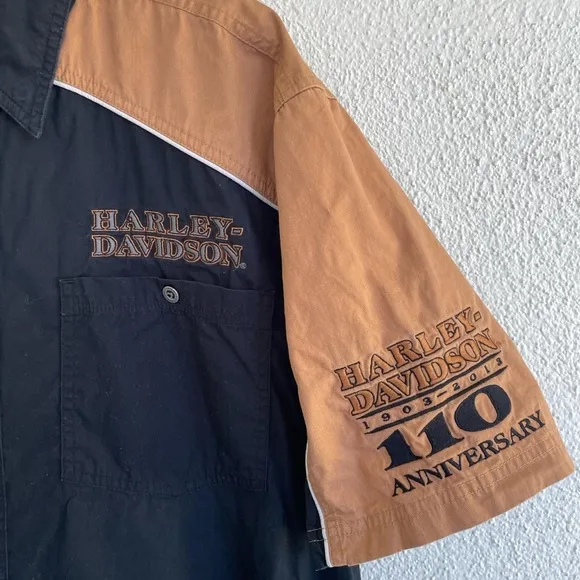 HARLEY-
DAVIDSON®
HARLEY-
DAVIDSON
1903-2013
110
ANNIVERSARY